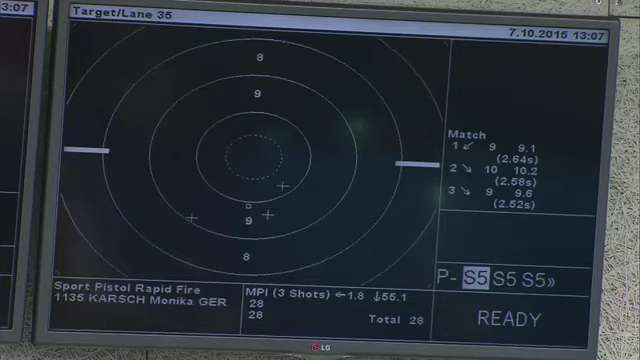 3:07
Target/Lane 35
7.10.2015 13:07
8
9
9
8
Match
1 ↙ 9 9.1
(2.64s)
2 ↘ 10 10.2
(2.58s)
3 ↘ 9 9.6
(2.52s)
P- S5 S5 S5»
READY
Sport Pistol Rapid Fire
1135 KARSCH Monika GER
MPI (3 Shots) ←1.8 ↓55.1
28
28 Total 28
LG